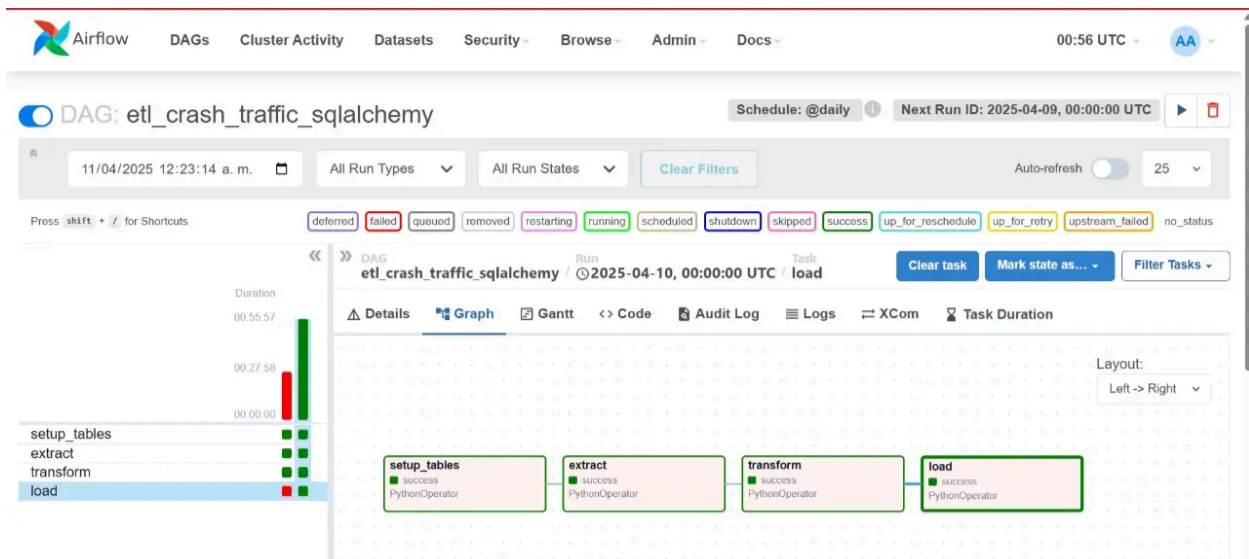 Airflow DAGs Cluster Activity Datasets Security Browse Admin Docs 00:56 UTC AA
DAG: etl_crash_traffic_sqlalchemy Schedule: @daily Next Run ID: 2025-04-09, 00:00:00 UTC
11/04/2025 12:23:14 a. m. All Run Types All Run States Clear Filters Auto-refresh 25
Press shift + / for Shortcuts deferred failed queued removed restarting running scheduled shutdown skipped success up_for_reschedule up_for_retry upstream_failed no_status
DAG Run Task
etl_crash_traffic_sqlalchemy / 2025-04-10, 00:00:00 UTC / load Clear task Mark state as... Filter Tasks
Duration
00:55:57
00:27:58
00:00:00
Details Graph Gantt <> Code Audit Log Logs XCom Task Duration
Layout:
Left -> Right
setup_tables
extract
transform
load
setup_tables
success
PythonOperator
extract
success
PythonOperator
transform
success
PythonOperator
load
success
PythonOperator